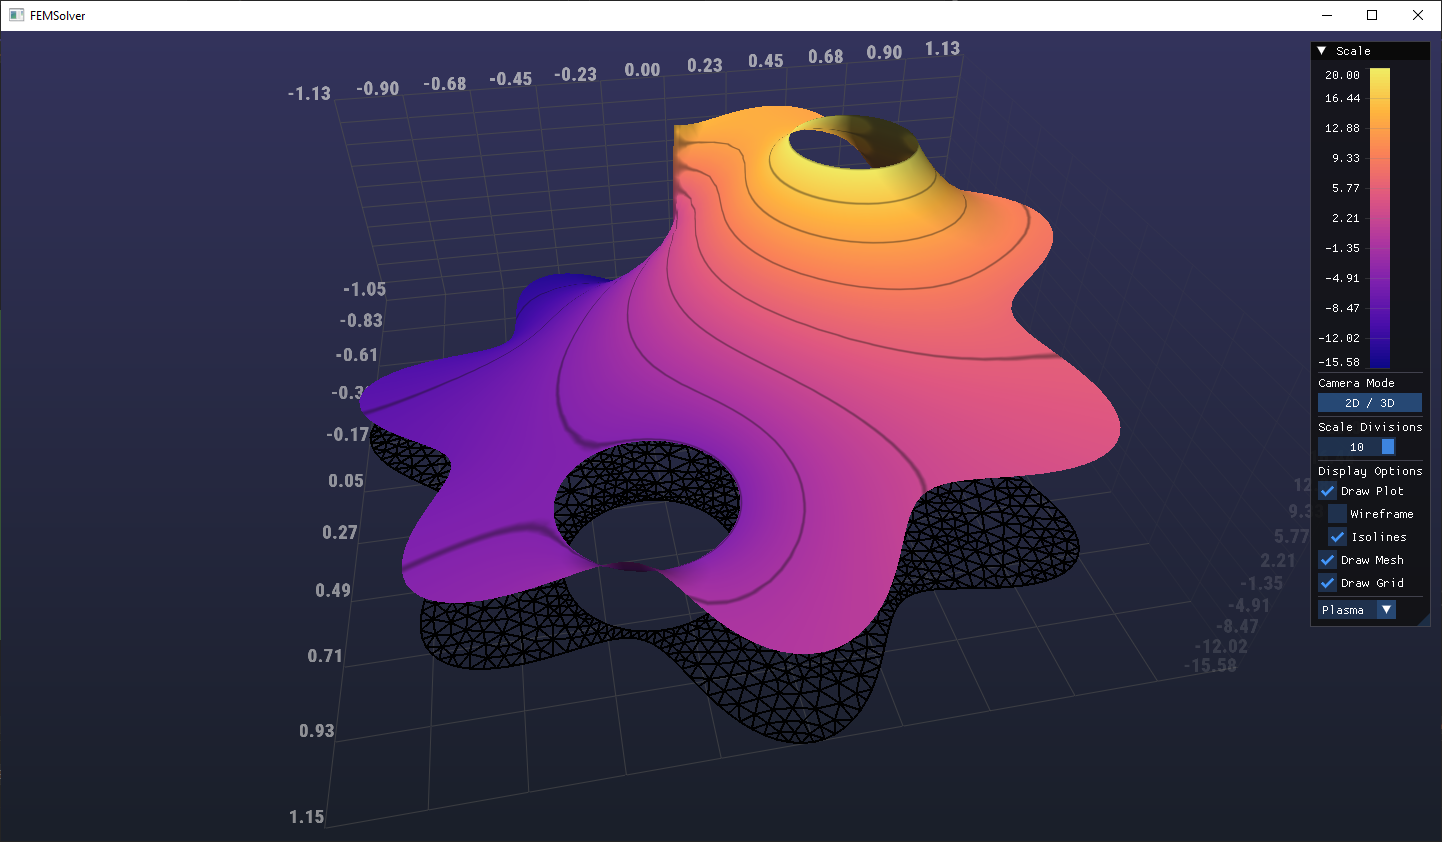 FEMSolver
-1.13 -0.90 -0.68 -0.45 -0.23 0.00 0.23 0.45 0.68 0.90 1.13
-1.05
-0.83
-0.61
-0.3
-0.17
0.05
0.27
0.49
0.71
0.93
1.15
12
9.3
5.77
2.21
-1.35
-4.91
-8.47
-12.02
-15.58
Scale
20.00
16.44
12.88
9.33
5.77
2.21
-1.35
-4.91
-8.47
-12.02
-15.58
Camera Mode
2D / 3D
Scale Divisions
10
Display Options
Draw Plot
Wireframe
Isolines
Draw Mesh
Draw Grid
Plasma